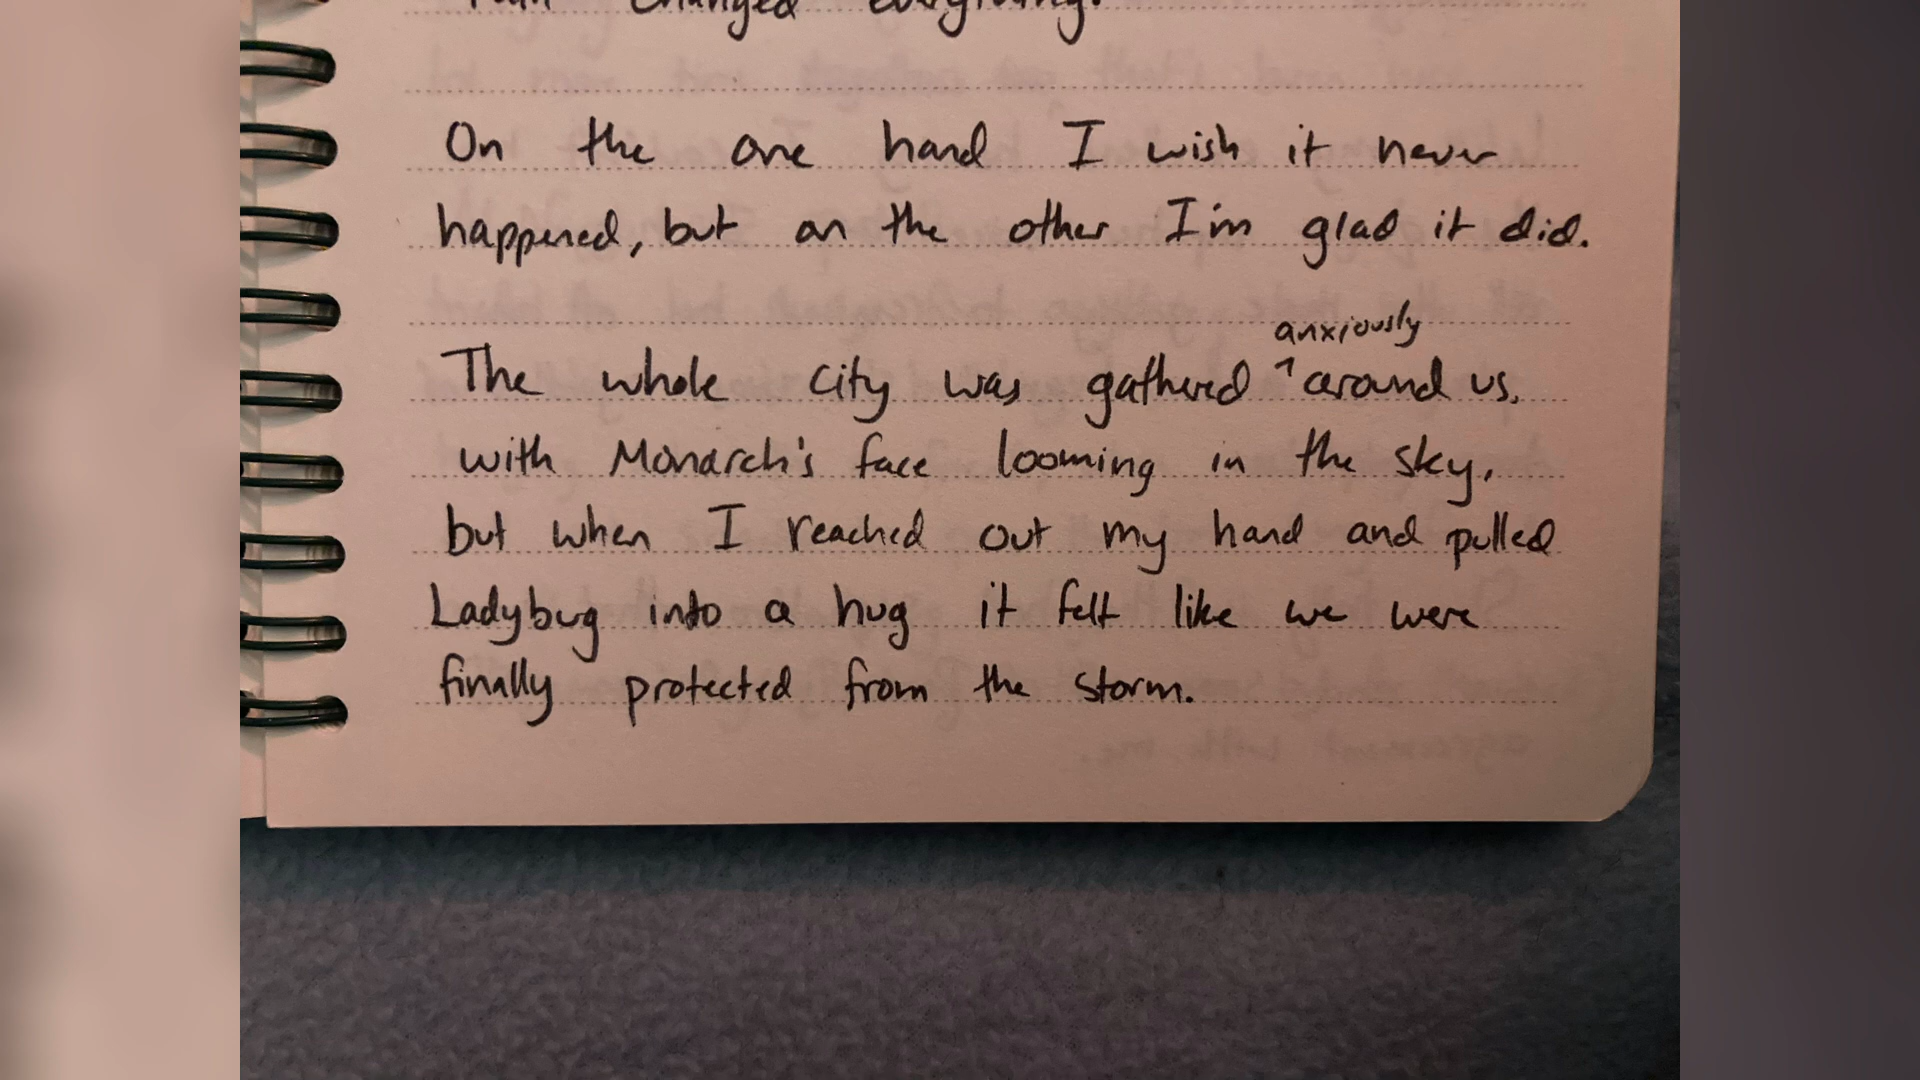 changed everything.
On the one hand I wish it never
happened, but on the other I'm glad it did.
anxiously
The whole city was gathered ^ around us,
with Monarch's face looming in the sky,
but when I reached out my hand and pulled
Ladybug into a hug it felt like we were
finally protected from the storm.